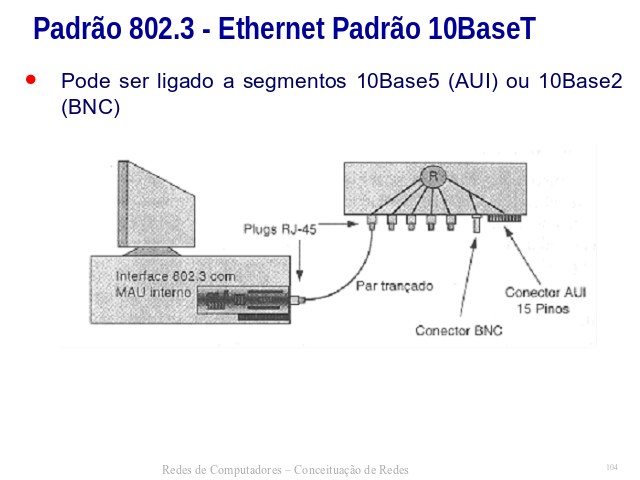 Padrão 802.3 - Ethernet Padrão 10BaseT
Pode ser ligado a segmentos 10Base5 (AUI) ou 10Base2
(BNC)
R
Plugs RJ-45
Interface 802.3 com
MAU interno
Par trançado
Conector AUI
15 Pinos
Conector BNC
Redes de Computadores – Conceituação de Redes
104